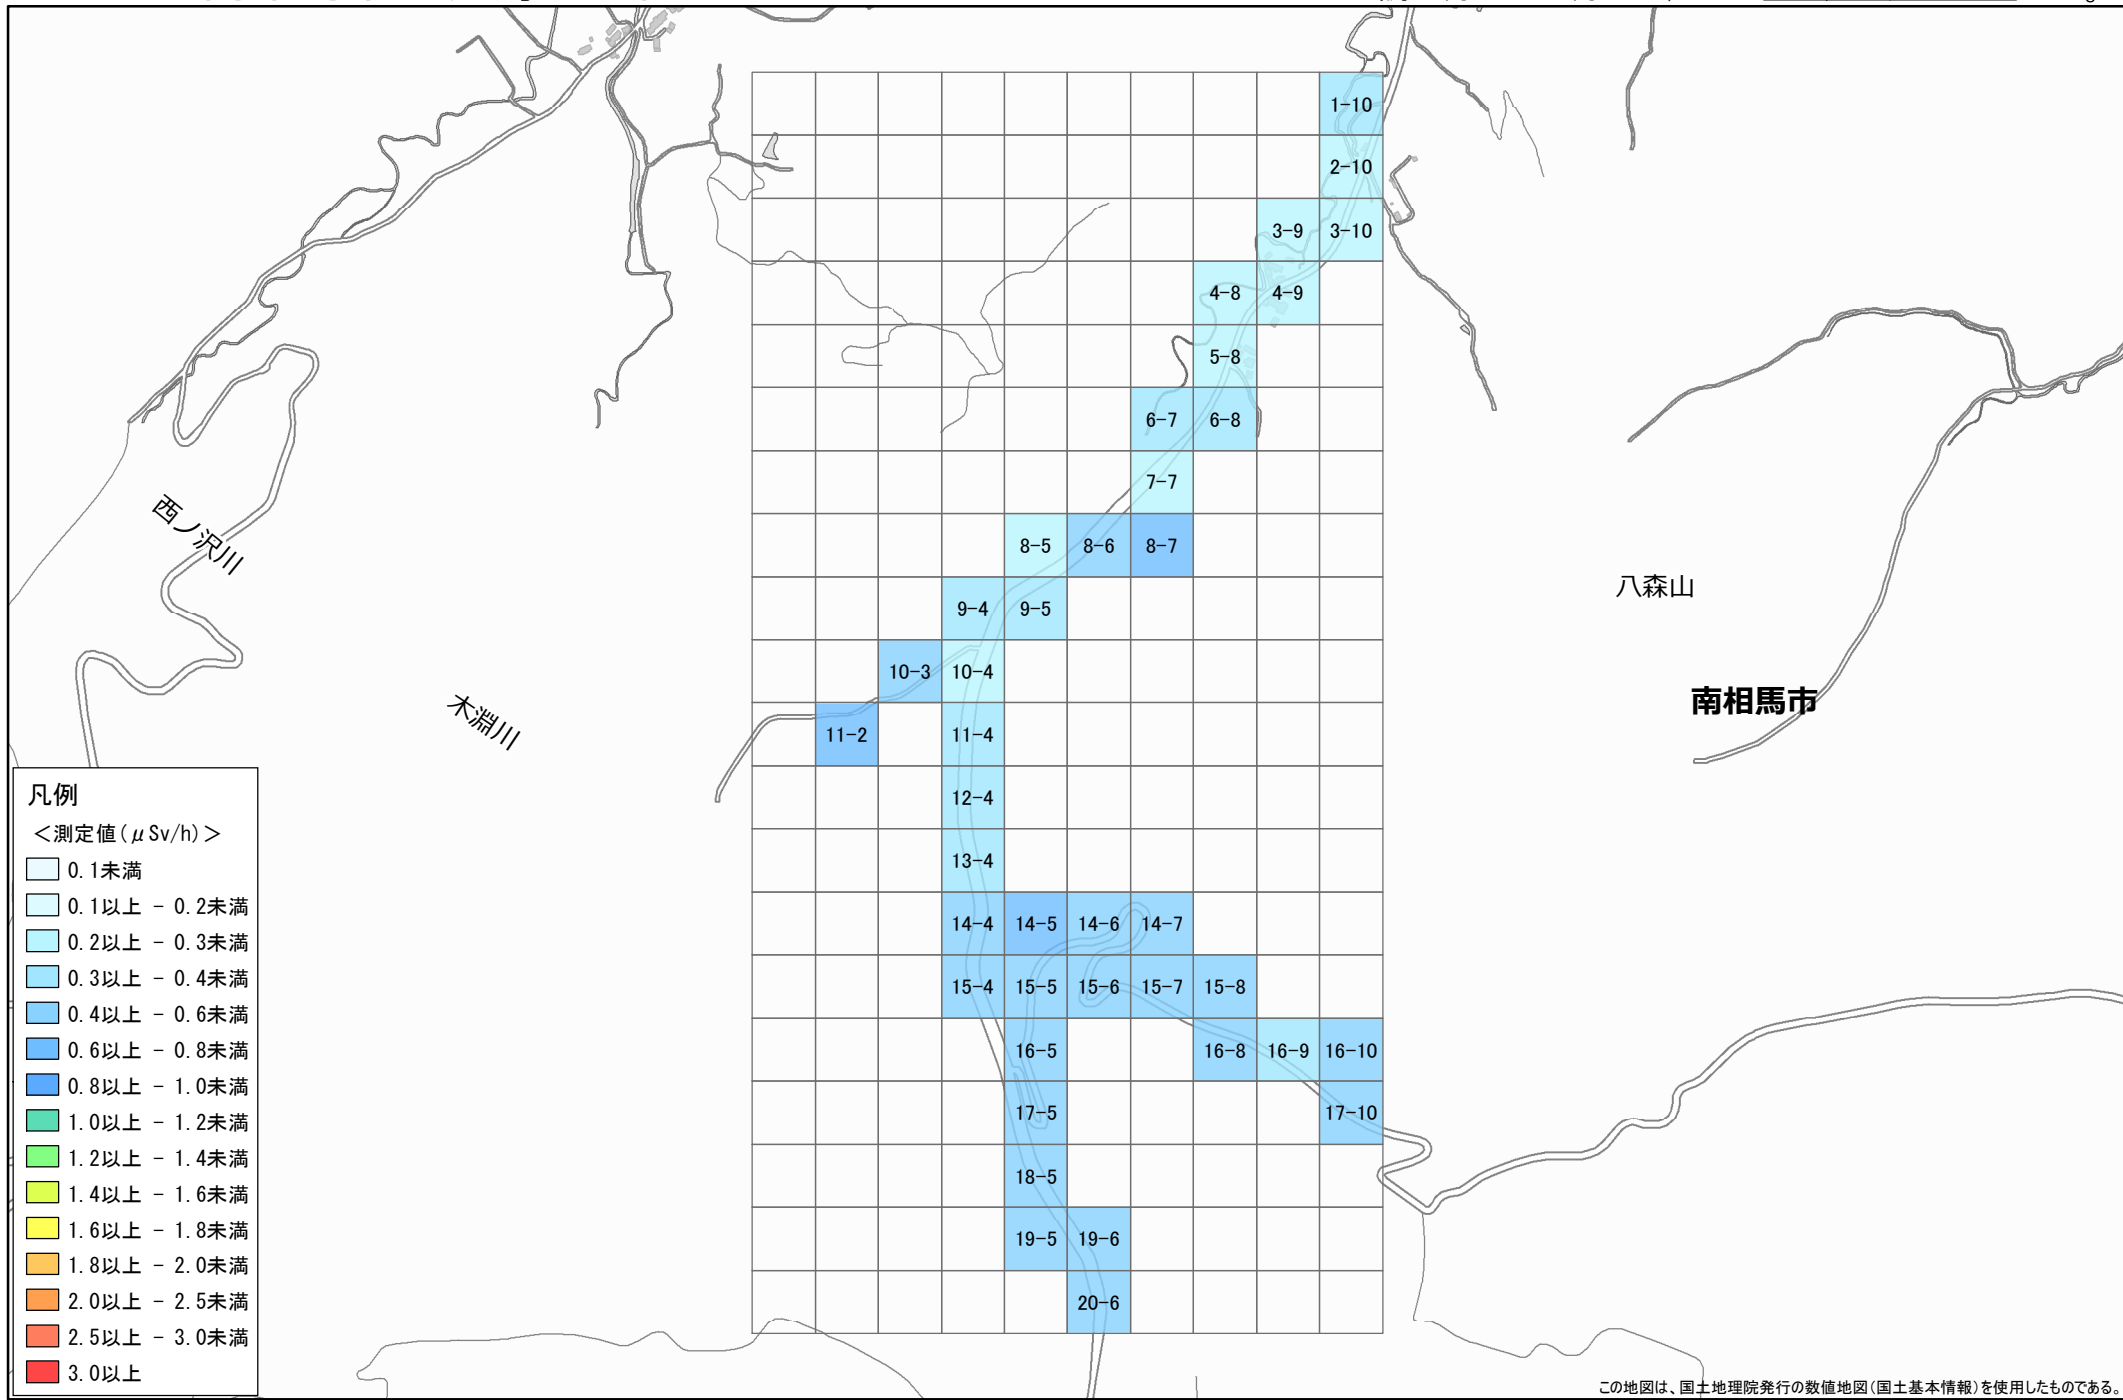 1-10
2-10
3-9 3-10
4-8 4-9
5-8
6-7 6-8
7-7
8-5 8-6 8-7
西ノ沢川
八森山
9-4 9-5
10-3 10-4
南相馬市
木淵川
11-2 11-4
12-4
13-4
14-4 14-5 14-6 14-7
15-4 15-5 15-6 15-7 15-8
16-5 16-8 16-9 16-10
17-5 17-10
18-5
19-5 19-6
20-6
凡例
＜測定値(μSv/h)＞
0.1未満
0.1以上 - 0.2未満
0.2以上 - 0.3未満
0.3以上 - 0.4未満
0.4以上 - 0.6未満
0.6以上 - 0.8未満
0.8以上 - 1.0未満
1.0以上 - 1.2未満
1.2以上 - 1.4未満
1.4以上 - 1.6未満
1.6以上 - 1.8未満
1.8以上 - 2.0未満
2.0以上 - 2.5未満
2.5以上 - 3.0未満
3.0以上
この地図は、国土地理院発行の数値地図(国土基本情報)を使用したものである。